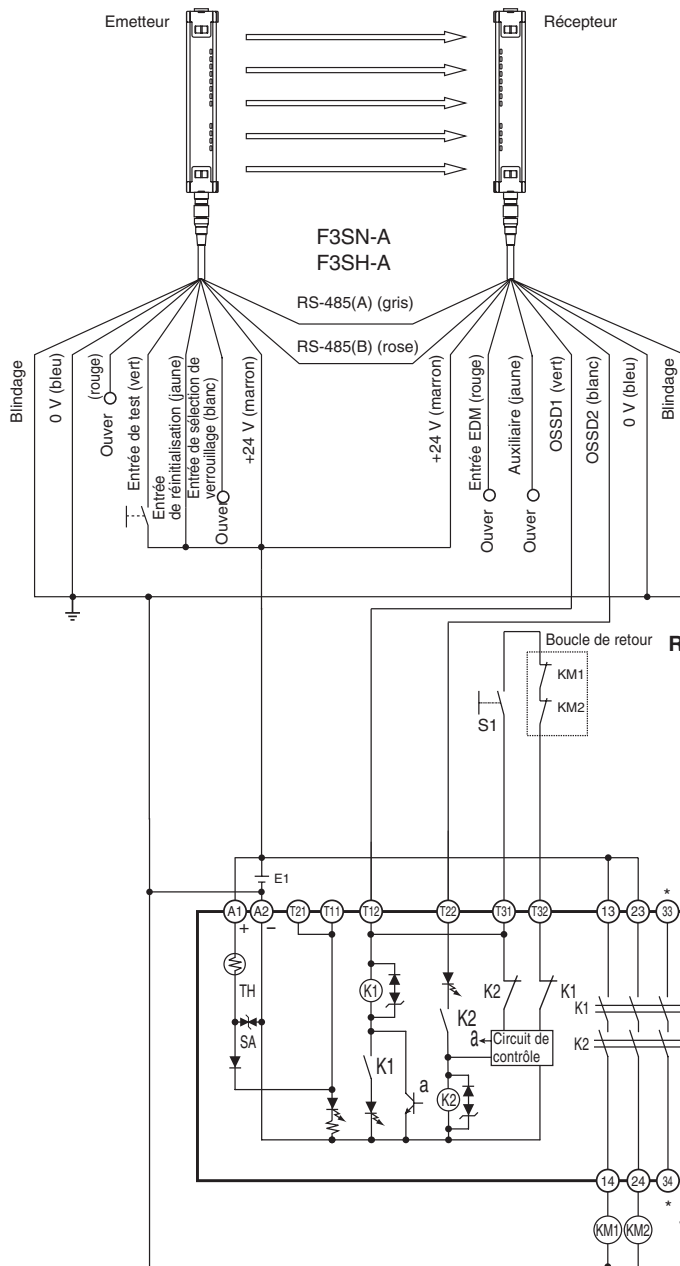 Emetteur
Récepteur
F3SN-A
F3SH-A
RS-485(A) (gris)
RS-485(B) (rose)
Blindage
0 V (bleu)
(rouge)
Ouver
Entrée de test (vert)
Entrée
de réinitialisation (jaune)
Entrée de sélection de
verrouillage (blanc)
Ouver
+24 V (marron)
+24 V (marron)
Entrée EDM (rouge)
Ouver
Auxiliaire (jaune)
Ouver
OSSD1 (vert)
OSSD2 (blanc)
0 V (bleu)
Blindage
Boucle de retour
R
KM1
KM2
S1
E1
*
A1
A2
T21
T11
T12
T22
T31
T32
13
23
33
+
−
TH
SA
K1
K1
a
K2
K2
K2
K1
a
Circuit de
contrôle
K1
K2
14
24
34
*
KM1
KM2